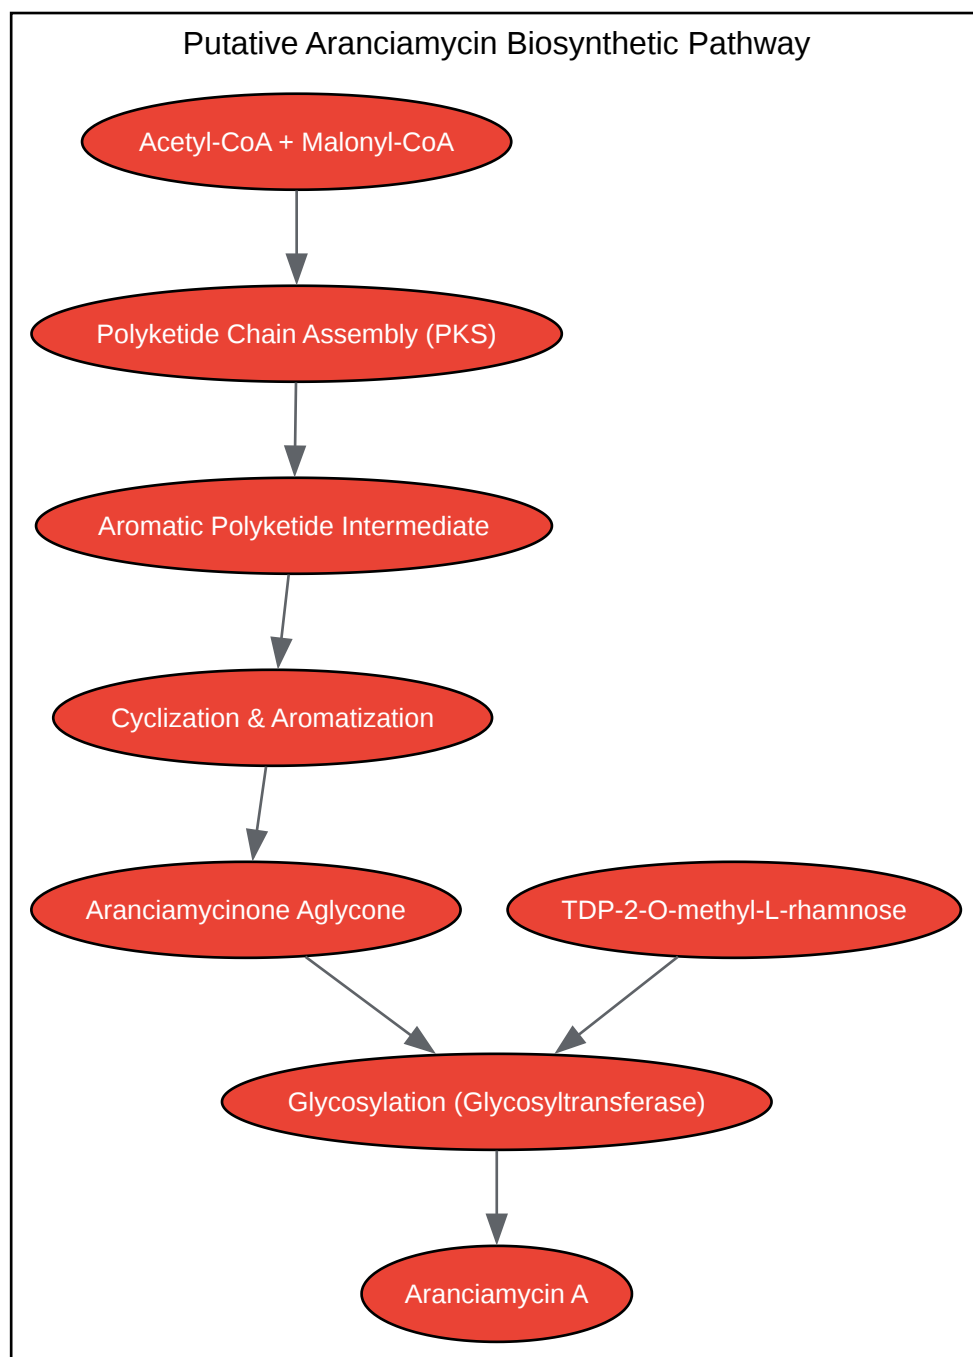 Putative Aranciamycin Biosynthetic Pathway
Acetyl-CoA + Malonyl-CoA
Polyketide Chain Assembly (PKS)
Aromatic Polyketide Intermediate
Cyclization & Aromatization
Aranciamycinone Aglycone
TDP-2-O-methyl-L-rhamnose
Glycosylation (Glycosyltransferase)
Aranciamycin A